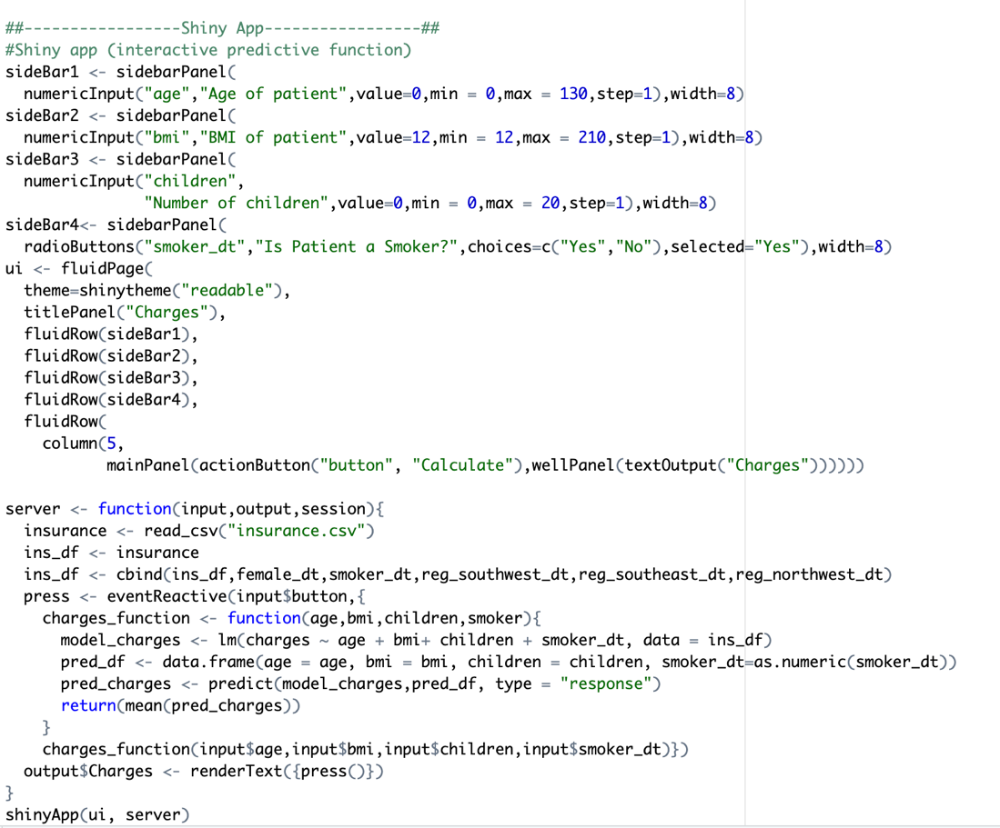 ##-----------------Shiny App-----------------##
#Shiny app (interactive predictive function)
sideBar1 <- sidebarPanel(
  numericInput("age","Age of patient",value=0,min = 0,max = 130,step=1),width=8)
sideBar2 <- sidebarPanel(
  numericInput("bmi","BMI of patient",value=12,min = 12,max = 210,step=1),width=8)
sideBar3 <- sidebarPanel(
  numericInput("children",
               "Number of children",value=0,min = 0,max = 20,step=1),width=8)
sideBar4<- sidebarPanel(
  radioButtons("smoker_dt","Is Patient a Smoker?",choices=c("Yes","No"),selected="Yes"),width=8)
ui <- fluidPage(
  theme=shinytheme("readable"),
  titlePanel("Charges"),
  fluidRow(sideBar1),
  fluidRow(sideBar2),
  fluidRow(sideBar3),
  fluidRow(sideBar4),
  fluidRow(
    column(5,
           mainPanel(actionButton("button", "Calculate"),wellPanel(textOutput("Charges"))))))

server <- function(input,output,session){
  insurance <- read_csv("insurance.csv")
  ins_df <- insurance
  ins_df <- cbind(ins_df,female_dt,smoker_dt,reg_southwest_dt,reg_southeast_dt,reg_northwest_dt)
  press <- eventReactive(input$button,{
    charges_function <- function(age,bmi,children,smoker){
      model_charges <- lm(charges ~ age + bmi+ children + smoker_dt, data = ins_df)
      pred_df <- data.frame(age = age, bmi = bmi, children = children, smoker_dt=as.numeric(smoker_dt))
      pred_charges <- predict(model_charges,pred_df, type = "response")
      return(mean(pred_charges))
    }
    charges_function(input$age,input$bmi,input$children,input$smoker_dt)})
  output$Charges <- renderText({press()})
}
shinyApp(ui, server)